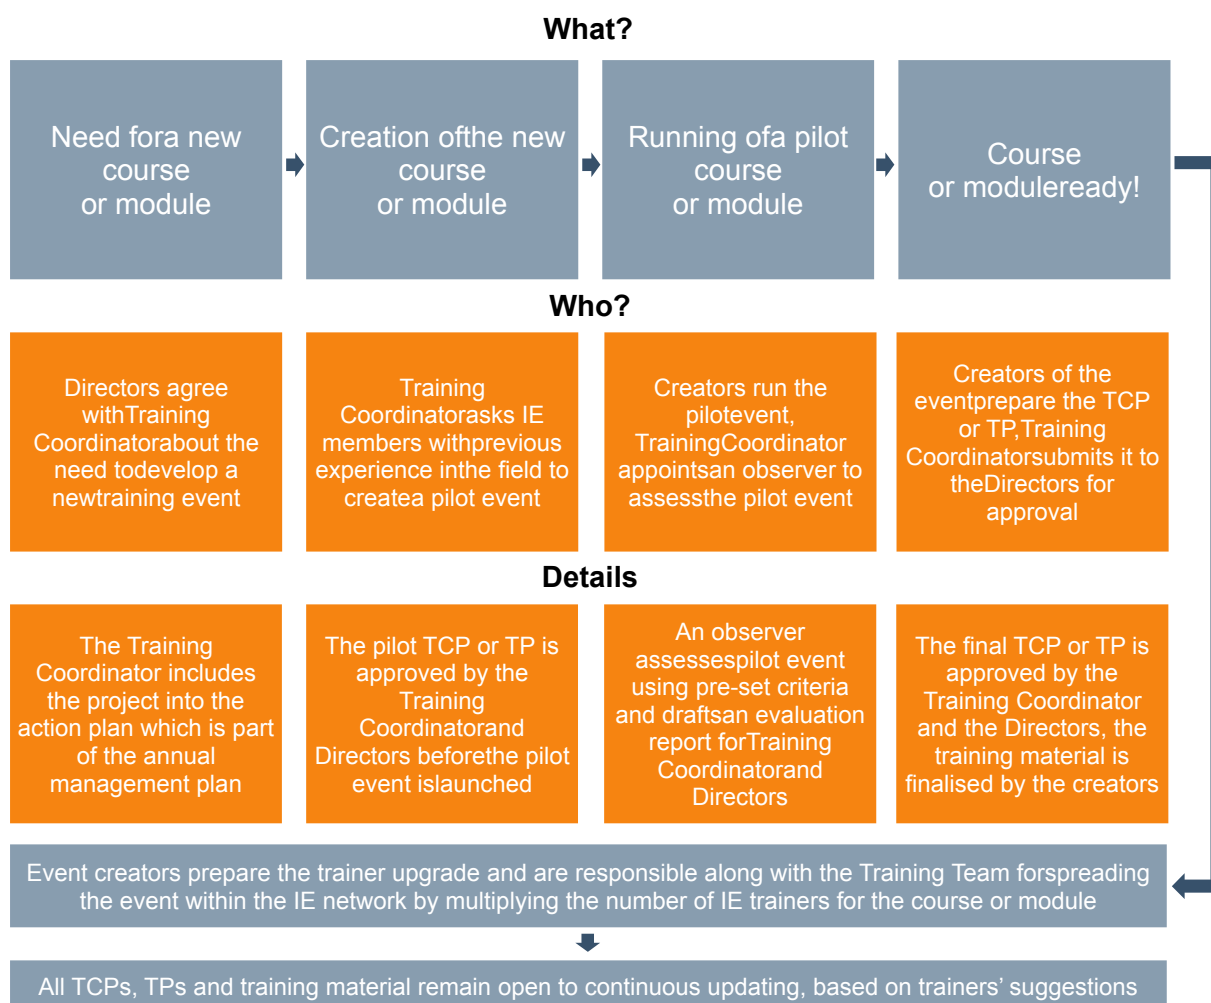 What?
Need fora new
course
or module
Creation ofthe new
course
or module
Running ofa pilot
course
or module
Course
or moduleready!
Who?
Directors agree
withTraining
Coordinatorabout the
need todevelop a
newtraining event
Training
Coordinatorasks IE
members withprevious
experience inthe field to
createa pilot event
Creators run the
pilotevent,
TrainingCoordinator
appointsan observer to
assessthe pilot event
Creators of the
eventprepare the TCP
or TP,Training
Coordinatorsubmits it to
theDirectors for
approval
Details
The Training
Coordinator includes
the project into the
action plan which is part
of the annual
management plan
The pilot TCP or TP is
approved by the
Training
Coordinatorand
Directors beforethe pilot
event islaunched
An observer
assessespilot event
using pre-set criteria
and draftsan evaluation
report forTraining
Coordinatorand
Directors
The final TCP or TP is
approved by the
Training Coordinator
and the Directors, the
training material is
finalised by the creators
Event creators prepare the trainer upgrade and are responsible along with the Training Team forspreading
the event within the IE network by multiplying the number of IE trainers for the course or module
All TCPs, TPs and training material remain open to continuous updating, based on trainers’ suggestions